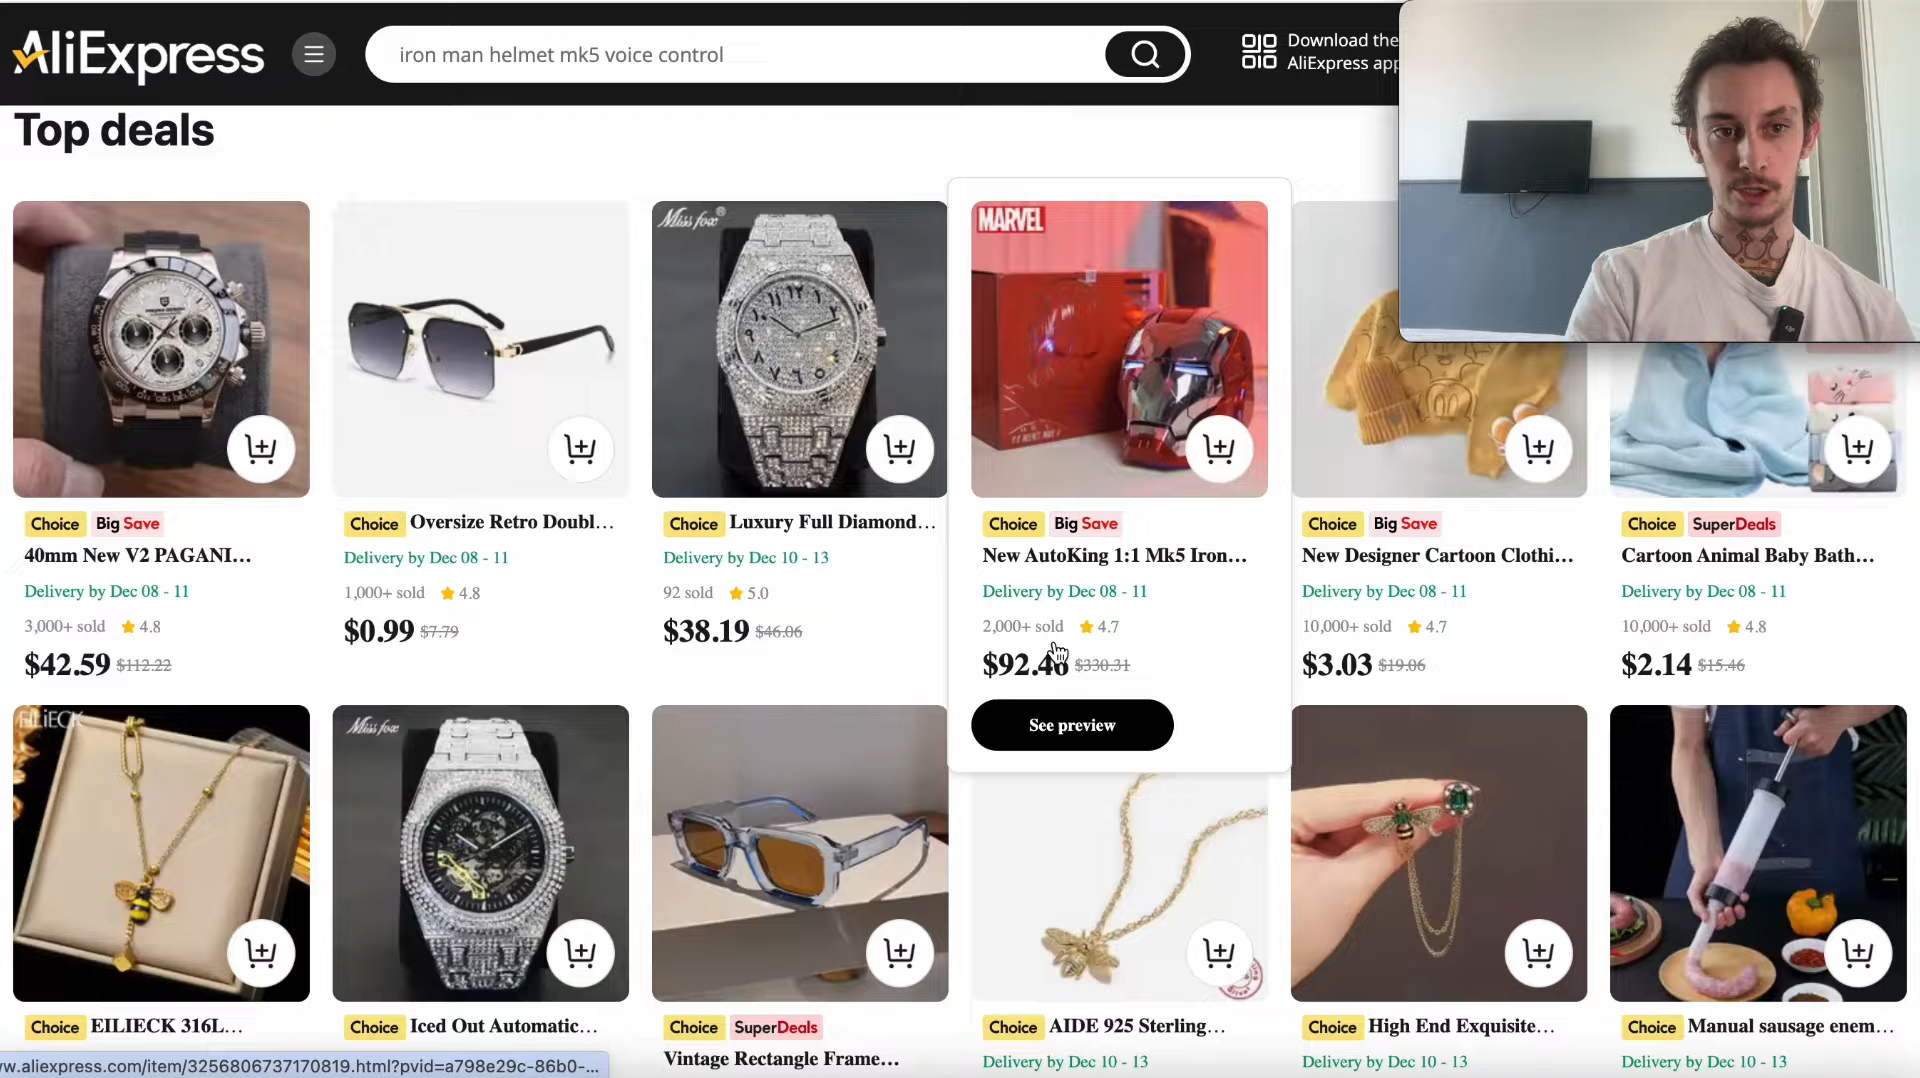 AliExpress
iron man helmet mk5 voice control
Download the
AliExpress app
Top deals
Miss fox®
MARVEL
Choice Big Save
40mm New V2 PAGANI...
Delivery by Dec 08 - 11
3,000+ sold 4.8
$42.59 $112.22
Choice Oversize Retro Doubl...
Delivery by Dec 08 - 11
1,000+ sold 4.8
$0.99 $7.79
Choice Luxury Full Diamond...
Delivery by Dec 10 - 13
92 sold 5.0
$38.19 $46.06
Choice Big Save
New AutoKing 1:1 Mk5 Iron...
Delivery by Dec 08 - 11
2,000+ sold 4.7
$92.46 $330.31
See preview
Choice Big Save
New Designer Cartoon Clothi...
Delivery by Dec 08 - 11
10,000+ sold 4.7
$3.03 $19.06
Choice SuperDeals
Cartoon Animal Baby Bath...
Delivery by Dec 08 - 11
10,000+ sold 4.8
$2.14 $15.46
EILIECK
Miss fox
Choice EILIECK 316L...
Choice Iced Out Automatic...
Choice SuperDeals
Vintage Rectangle Frame...
Choice AIDE 925 Sterling...
Delivery by Dec 10 - 13
Choice High End Exquisite...
Delivery by Dec 10 - 13
Choice Manual sausage enem...
Delivery by Dec 10 - 13
w.aliexpress.com/item/3256806737170819.html?pvid=a798e29c-86b0-...